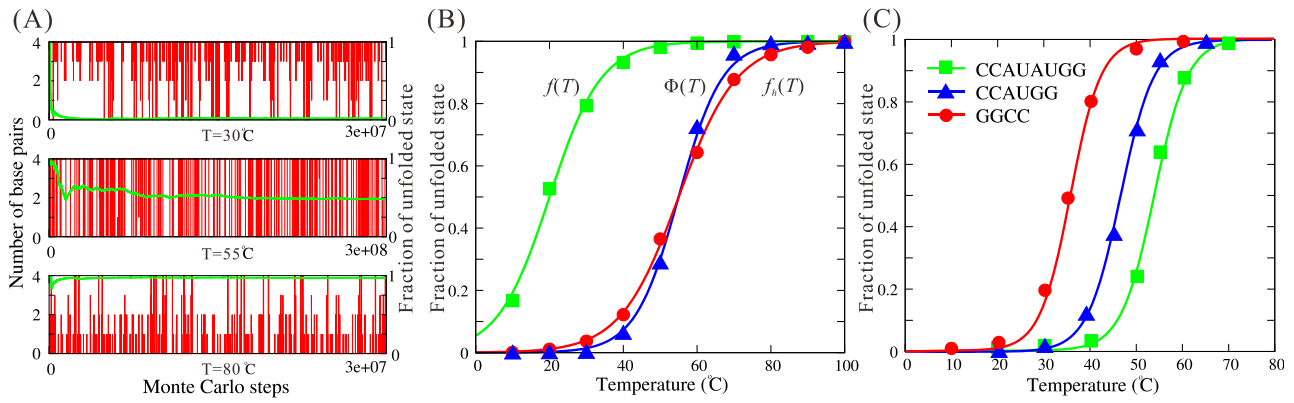 (A)
Number of base pairs
4
2
0
1
0
0
T=30°C
3e+07
4
2
0
1
0
0
T=55°C
3e+08
4
2
0
1
0
0
T=80°C
3e+07
Monte Carlo steps
Fraction of unfolded state
(B)
Fraction of unfolded state
1
0.8
0.6
0.4
0.2
0
f(T)
Φ(T)
f_h(T)
0 20 40 60 80 100
Temperature (°C)
(C)
Fraction of unfolded state
1
0.8
0.6
0.4
0.2
0
CCAUAUGG
CCAUGG
GGCC
0 10 20 30 40 50 60 70 80
Temperature (°C)